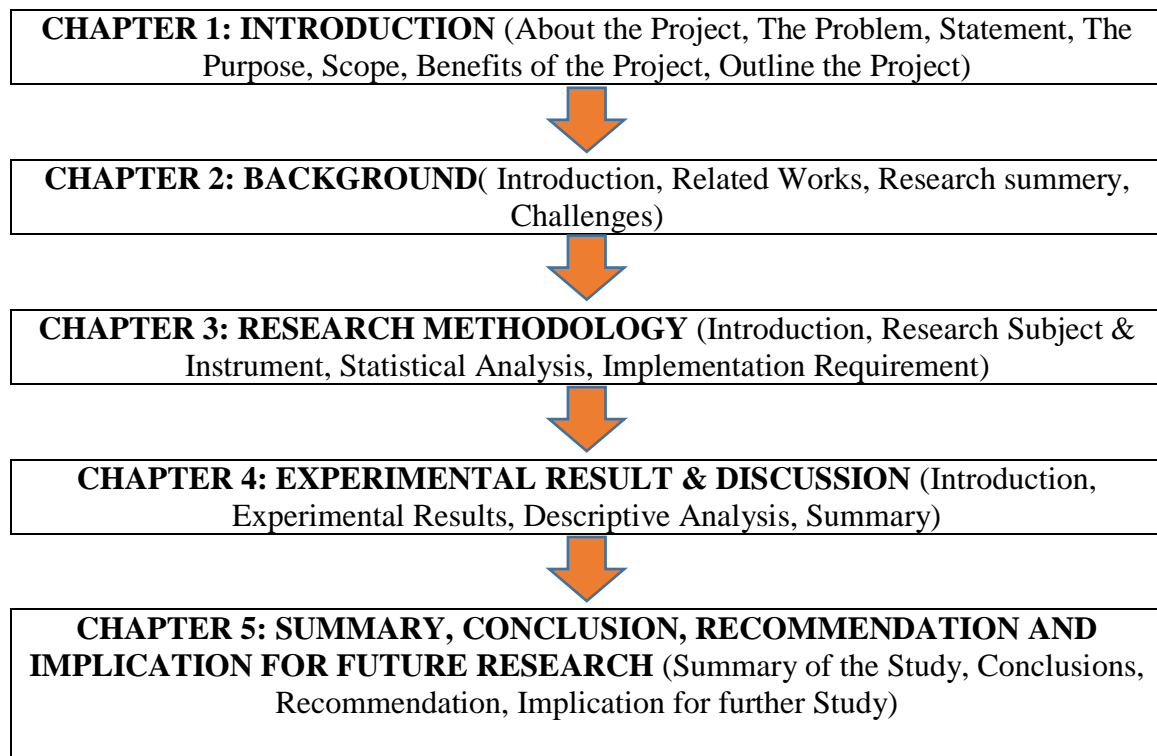 CHAPTER 1: INTRODUCTION (About the Project, The Problem, Statement, The
Purpose, Scope, Benefits of the Project, Outline the Project)
CHAPTER 2: BACKGROUND( Introduction, Related Works, Research summery,
Challenges)
CHAPTER 3: RESEARCH METHODOLOGY (Introduction, Research Subject &
Instrument, Statistical Analysis, Implementation Requirement)
CHAPTER 4: EXPERIMENTAL RESULT & DISCUSSION (Introduction,
Experimental Results, Descriptive Analysis, Summary)
CHAPTER 5: SUMMARY, CONCLUSION, RECOMMENDATION AND
IMPLICATION FOR FUTURE RESEARCH (Summary of the Study, Conclusions,
Recommendation, Implication for further Study)